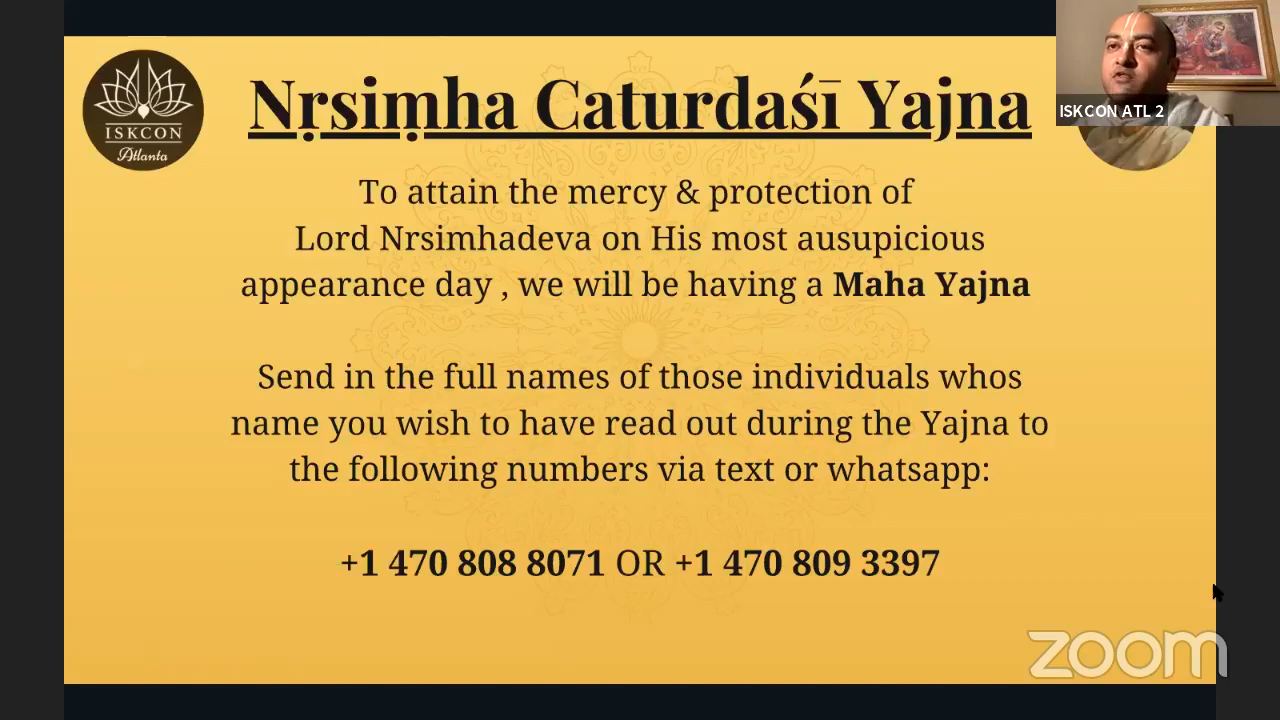 ISKCON
Atlanta
Nṛsiṃha Caturdaśī Yajna
ISKCON ATL 2
To attain the mercy & protection of
Lord Nrsimhadeva on His most ausupicious
appearance day , we will be having a Maha Yajna
Send in the full names of those individuals whos
name you wish to have read out during the Yajna to
the following numbers via text or whatsapp:
+1 470 808 8071 OR +1 470 809 3397
zoom